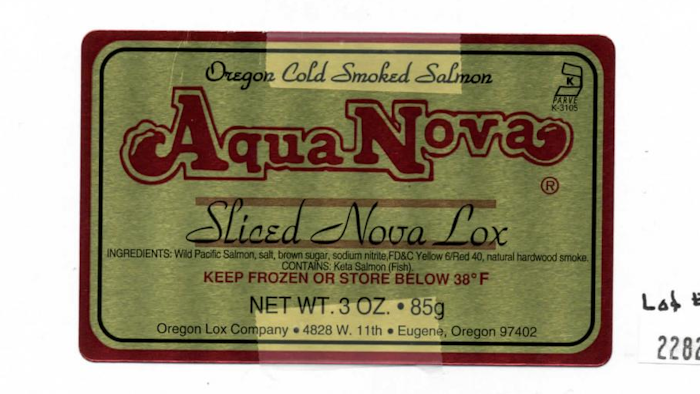 Oregon Cold Smoked Salmon
K
PARVE
K-3105
Aqua Nova
®
Sliced Nova Lox
INGREDIENTS: Wild Pacific Salmon, salt, brown sugar, sodium nitrite,FD&C Yellow 6/Red 40, natural hardwood smoke.
CONTAINS: Keta Salmon (Fish).
KEEP FROZEN OR STORE BELOW 38°F
NET WT. 3 OZ. • 85g
Oregon Lox Company • 4828 W. 11th • Eugene, Oregon 97402
Lot #
2282